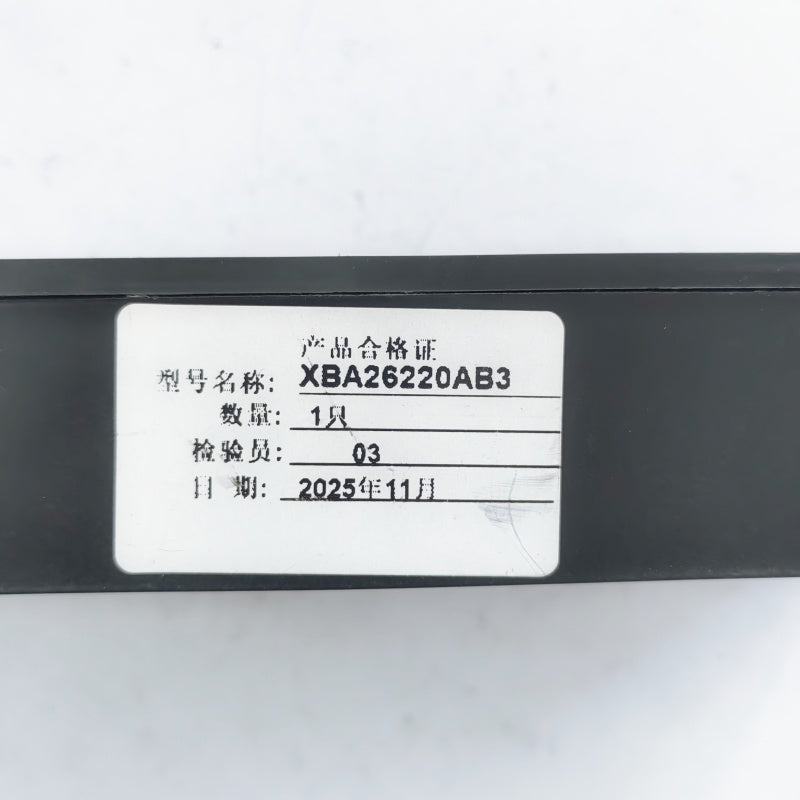 产品合格证
型号名称: XBA26220AB3
数量: 1只
检验员: 03
日 期: 2025年11月